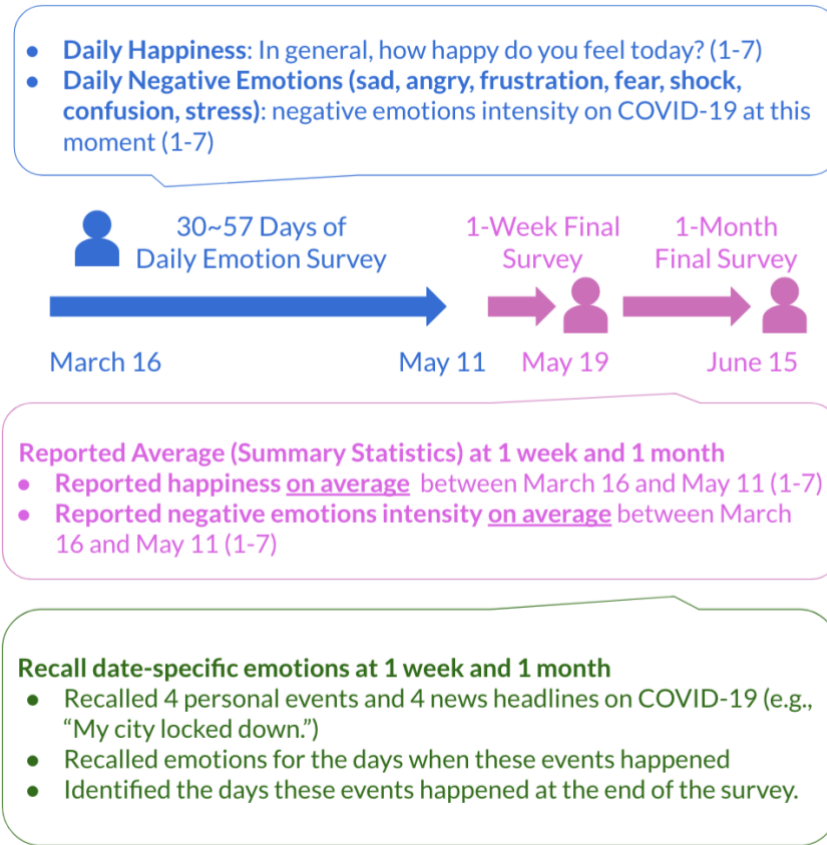 ● Daily Happiness: In general, how happy do you feel today? (1-7)
● Daily Negative Emotions (sad, angry, frustration, fear, shock,
confusion, stress): negative emotions intensity on COVID-19 at this
moment (1-7)
30~57 Days of
Daily Emotion Survey
1-Week Final
Survey
1-Month
Final Survey
March 16
May 11
May 19
June 15
Reported Average (Summary Statistics) at 1 week and 1 month
● Reported happiness on average between March 16 and May 11 (1-7)
● Reported negative emotions intensity on average between March
16 and May 11 (1-7)
Recall date-specific emotions at 1 week and 1 month
● Recalled 4 personal events and 4 news headlines on COVID-19 (e.g.,
“My city locked down.”)
● Recalled emotions for the days when these events happened
● Identified the days these events happened at the end of the survey.